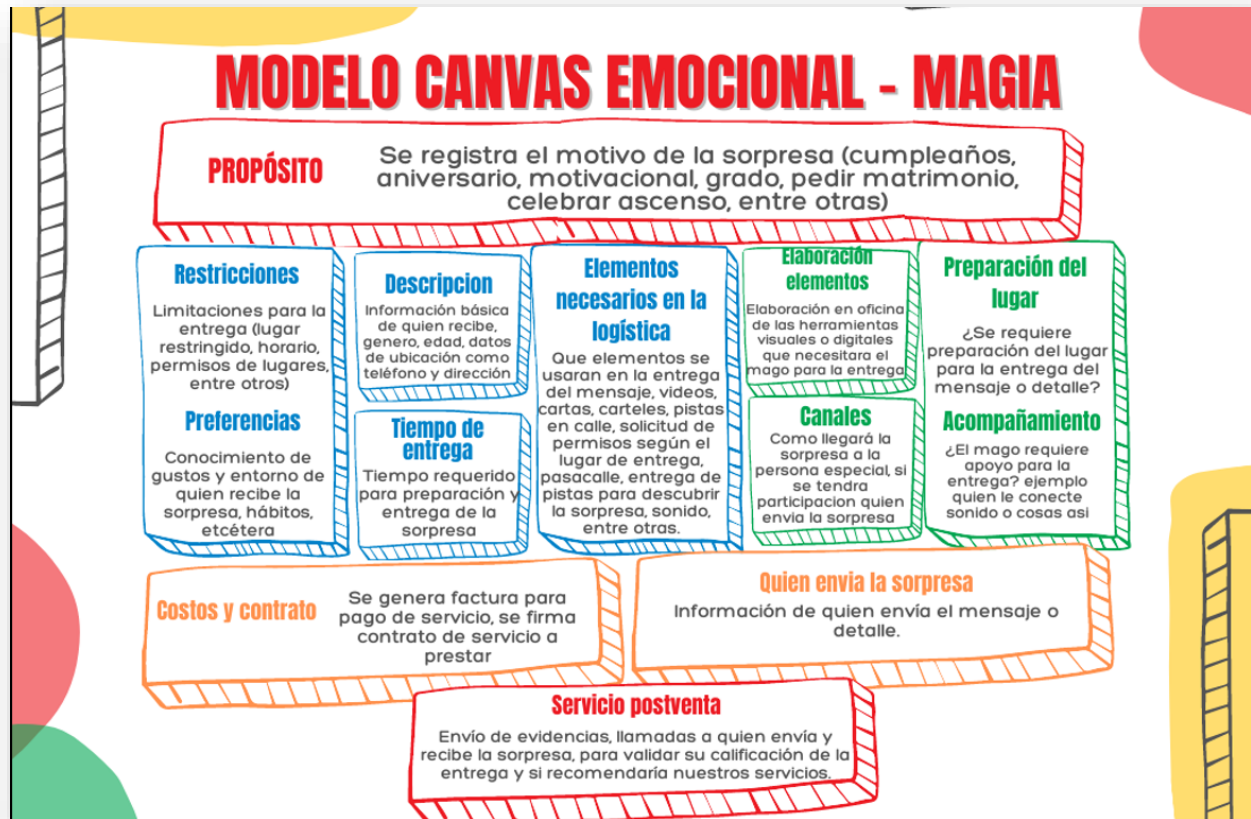 MODELO CANVAS EMOCIONAL - MAGIA
PROPÓSITO
Se registra el motivo de la sorpresa (cumpleaños,
aniversario, motivacional, grado, pedir matrimonio,
celebrar ascenso, entre otras)
Restricciones
Limitaciones para la
entrega (lugar
restringido, horario,
permisos de lugares,
entre otros)
Preferencias
Conocimiento de
gustos y entorno de
quien recibe la
sorpresa, hábitos,
etcétera
Descripcion
Información básica
de quien recibe,
genero, edad, datos
de ubicación como
teléfono y dirección
Tiempo de
entrega
Tiempo requerido
para preparación y
entrega de la
sorpresa
Elementos
necesarios en la
logística
Que elementos se
usaran en la entrega
del mensaje, videos,
cartas, carteles, pistas
en calle, solicitud de
permisos según el
lugar de entrega,
pasacalle, entrega de
pistas para descubrir
la sorpresa, sonido,
entre otras.
Elaboración
elementos
Elaboración en oficina
de las herramientas
visuales o digitales
que necesitara el
mago para la entrega
Canales
Como llegará la
sorpresa a la
persona especial, si
se tendra
participacion quien
envia la sorpresa
Preparación del
lugar
¿Se requiere
preparación del lugar
para la entrega del
mensaje o detalle?
Acompañamiento
¿El mago requiere
apoyo para la
entrega? ejemplo
quien le conecte
sonido o cosas asi
Costos y contrato
Se genera factura para
pago de servicio, se firma
contrato de servicio a
prestar
Quien envia la sorpresa
Información de quien envía el mensaje o
detalle.
Servicio postventa
Envío de evidencias, llamadas a quien envía y
recibe la sorpresa, para validar su calificación de la
entrega y si recomendaría nuestros servicios.